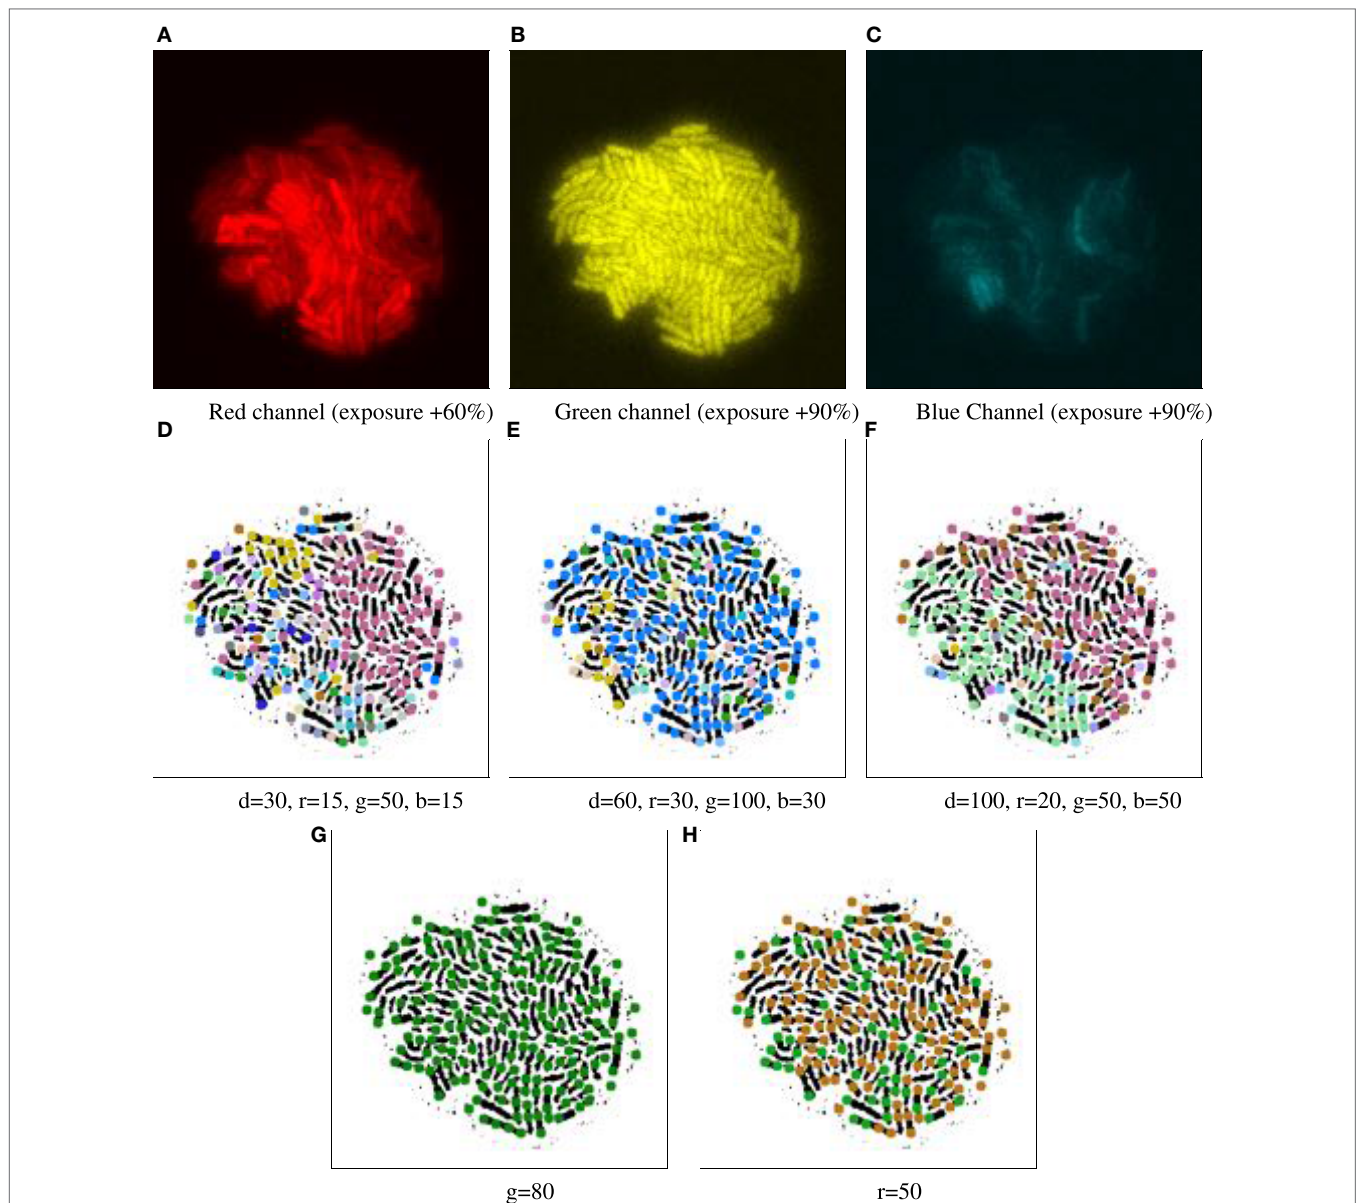 A
B
C
Red channel (exposure +60%)
Green channel (exposure +90%)
Blue Channel (exposure +90%)
D
E
F
d=30, r=15, g=50, b=15
d=60, r=30, g=100, b=30
d=100, r=20, g=50, b=50
G
H
g=80
r=50